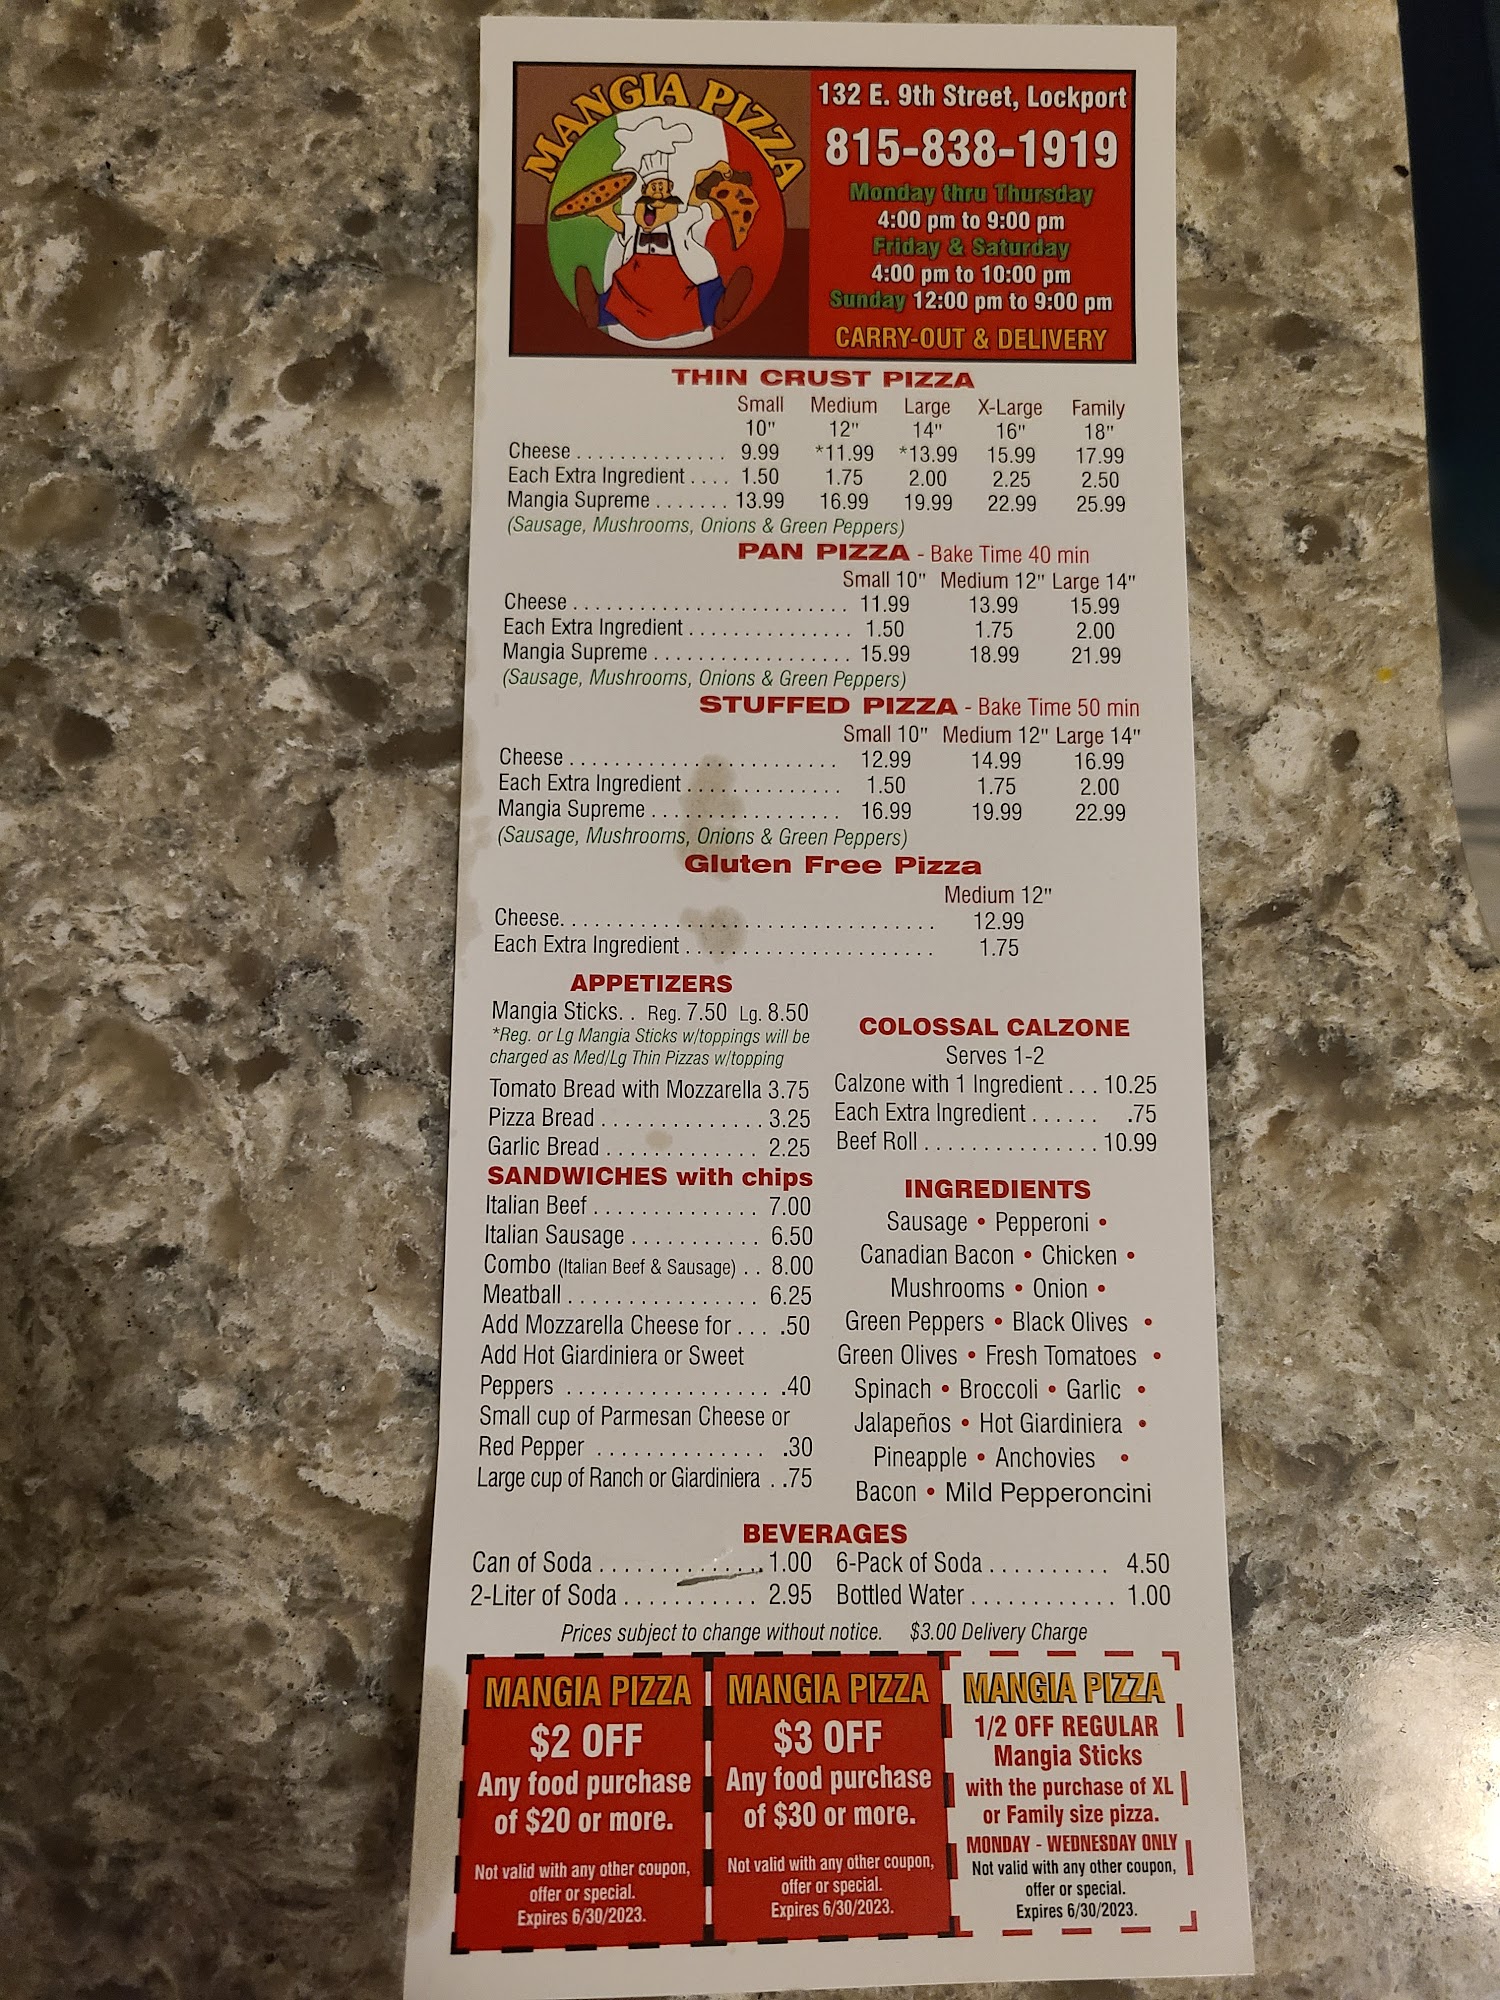 MANGIA PIZZA
132 E. 9th Street, Lockport
815-838-1919
Monday thru Thursday
4:00 pm to 9:00 pm
Friday & Saturday
4:00 pm to 10:00 pm
Sunday 12:00 pm to 9:00 pm
CARRY-OUT & DELIVERY
THIN CRUST PIZZA
Small Medium Large X-Large Family
10" 12" 14" 16" 18"
Cheese . . . . . . . . . . . . . . 9.99 *11.99 *13.99 15.99 17.99
Each Extra Ingredient . . . . 1.50 1.75 2.00 2.25 2.50
Mangia Supreme . . . . . . . 13.99 16.99 19.99 22.99 25.99
(Sausage, Mushrooms, Onions & Green Peppers)
PAN PIZZA - Bake Time 40 min
Small 10" Medium 12" Large 14"
Cheese . . . . . . . . . . . . . . . . . . . . . . . . . 11.99 13.99 15.99
Each Extra Ingredient . . . . . . . . . . . . . . . 1.50 1.75 2.00
Mangia Supreme . . . . . . . . . . . . . . . . . . 15.99 18.99 21.99
(Sausage, Mushrooms, Onions & Green Peppers)
STUFFED PIZZA - Bake Time 50 min
Small 10" Medium 12" Large 14"
Cheese . . . . . . . . . . . . . . . . . . . . . . . . 12.99 14.99 16.99
Each Extra Ingredient . . . . . . . . . . . . . . 1.50 1.75 2.00
Mangia Supreme . . . . . . . . . . . . . . . . . 16.99 19.99 22.99
(Sausage, Mushrooms, Onions & Green Peppers)
Gluten Free Pizza
Medium 12"
Cheese. . . . . . . . . . . . . . . . . . . . . . . . . . . . . . . . 12.99
Each Extra Ingredient . . . . . . . . . . . . . . . . . . . . . 1.75
APPETIZERS
Mangia Sticks. . Reg. 7.50 Lg. 8.50
*Reg. or Lg Mangia Sticks w/toppings will be
charged as Med/Lg Thin Pizzas w/topping
Tomato Bread with Mozzarella 3.75
Pizza Bread . . . . . . . . . . . . . . 3.25
Garlic Bread . . . . . . . . . . . . . 2.25
SANDWICHES with chips
Italian Beef . . . . . . . . . . . . . . 7.00
Italian Sausage . . . . . . . . . . . 6.50
Combo (Italian Beef & Sausage) . . 8.00
Meatball . . . . . . . . . . . . . . . . 6.25
Add Mozzarella Cheese for . . . .50
Add Hot Giardiniera or Sweet
Peppers . . . . . . . . . . . . . . . . . .40
Small cup of Parmesan Cheese or
Red Pepper . . . . . . . . . . . . . . .30
Large cup of Ranch or Giardiniera . .75
COLOSSAL CALZONE
Serves 1-2
Calzone with 1 Ingredient . . . 10.25
Each Extra Ingredient . . . . . . .75
Beef Roll . . . . . . . . . . . . . . . 10.99
INGREDIENTS
Sausage • Pepperoni •
Canadian Bacon • Chicken •
Mushrooms • Onion •
Green Peppers • Black Olives •
Green Olives • Fresh Tomatoes •
Spinach • Broccoli • Garlic •
Jalapeños • Hot Giardiniera •
Pineapple • Anchovies •
Bacon • Mild Pepperoncini
BEVERAGES
Can of Soda . . . . . . . . . . . . . . 1.00 6-Pack of Soda . . . . . . . . . . 4.50
2-Liter of Soda . . . . . . . . . . . 2.95 Bottled Water . . . . . . . . . . . . 1.00
Prices subject to change without notice. $3.00 Delivery Charge
MANGIA PIZZA
$2 OFF
Any food purchase
of $20 or more.
Not valid with any other coupon,
offer or special.
Expires 6/30/2023.
MANGIA PIZZA
$3 OFF
Any food purchase
of $30 or more.
Not valid with any other coupon,
offer or special.
Expires 6/30/2023.
MANGIA PIZZA
1/2 OFF REGULAR
Mangia Sticks
with the purchase of XL
or Family size pizza.
MONDAY - WEDNESDAY ONLY
Not valid with any other coupon,
offer or special.
Expires 6/30/2023.